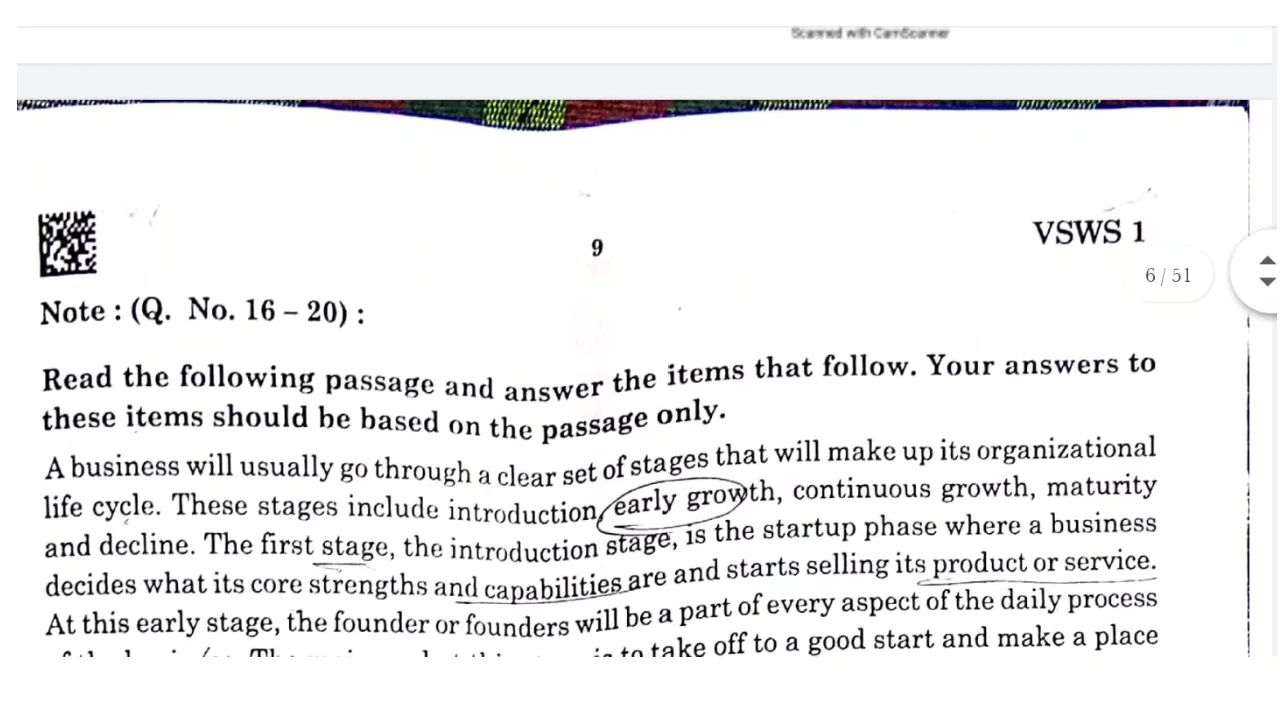 Scanned with CamScanner
9
VSWS 1
6 / 51
Note : (Q. No. 16 – 20) :
Read the following passage and answer the items that follow. Your answers to
these items should be based on the passage only.
A business will usually go through a clear set of stages that will make up its organizational
life cycle. These stages include introduction, early growth, continuous growth, maturity
and decline. The first stage, the introduction stage, is the startup phase where a business
decides what its core strengths and capabilities are and starts selling its product or service.
At this early stage, the founder or founders will be a part of every aspect of the daily process
is to take off to a good start and make a place